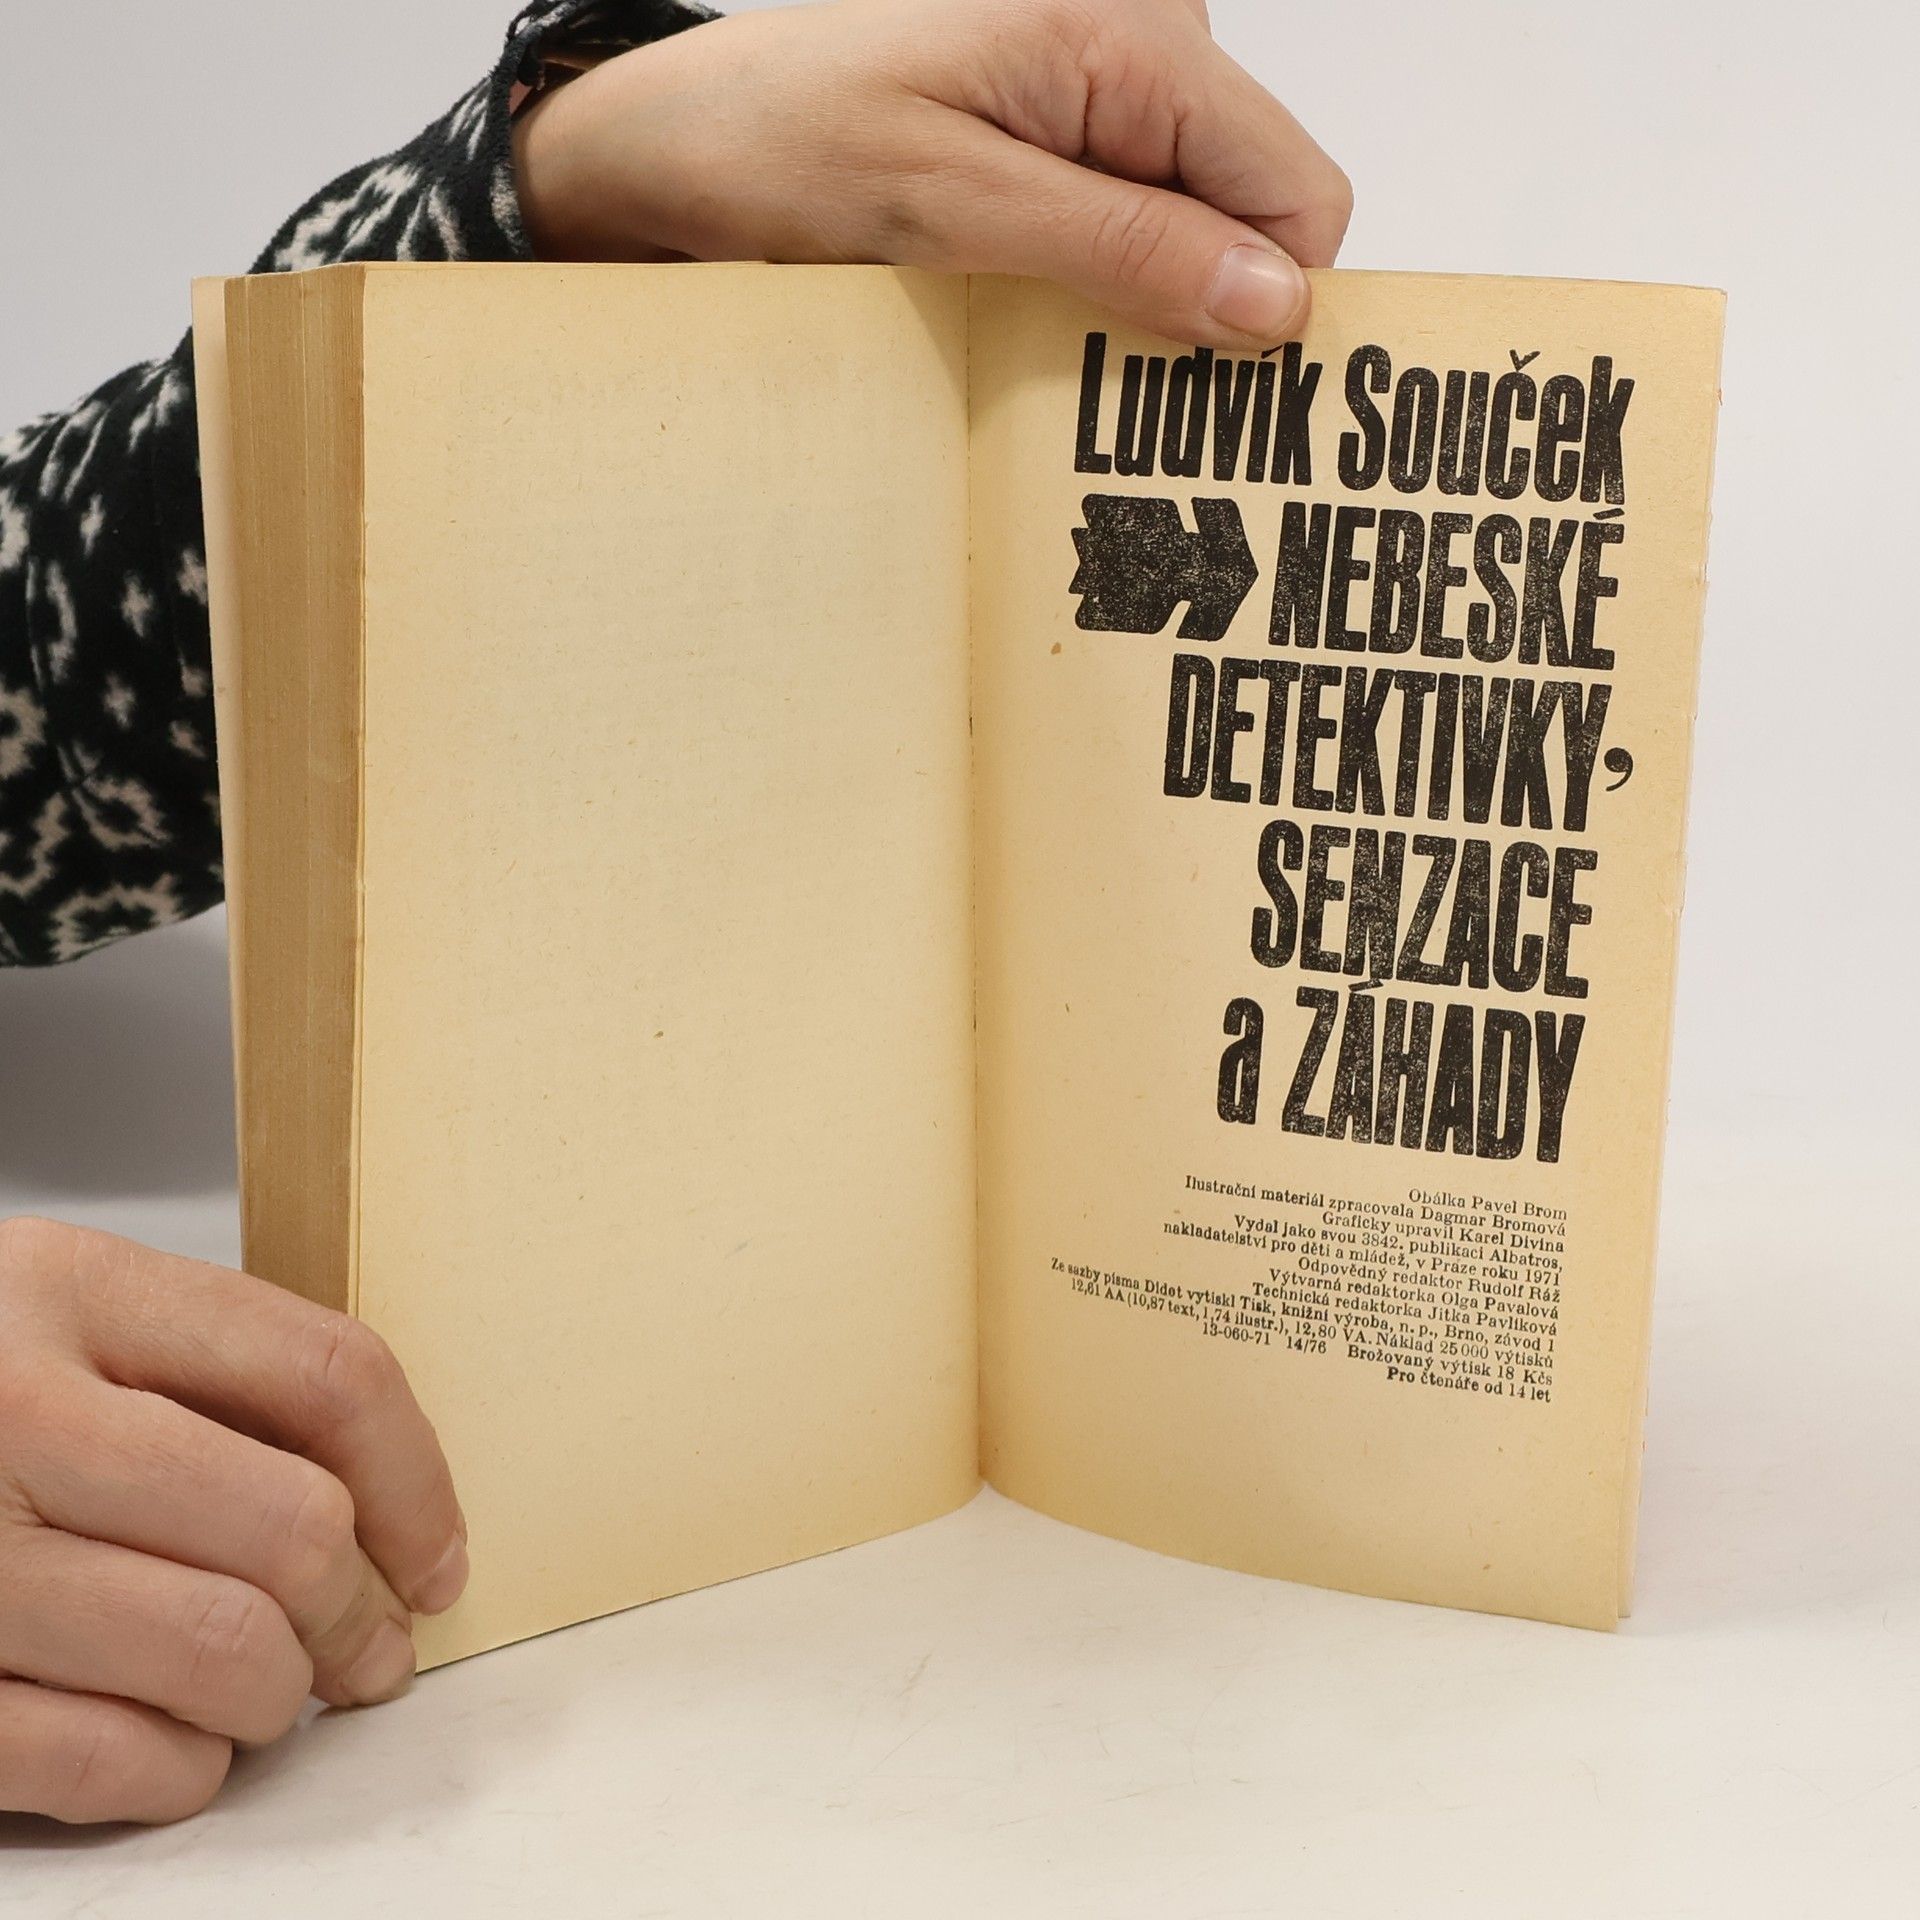 Ludvík Souček
NEBESKÉ
DETEKTIVKY,
SENZACE
a ZÁHADY
Obálka Pavel Brom
Ilustrační materiál zpracovala Dagmar Bromová
Graficky upravil Karel Divina
Vydal jako svou 3842. publikaci Albatros,
nakladatelství pro děti a mládež, v Praze roku 1971
Odpovědný redaktor Rudolf Ráž
Výtvarná redaktorka Olga Pavalová
Technická redaktorka Jitka Pavlíková
Ze sazby písma Didot vytiskl Tisk, knižní výroba, n. p., Brno, závod 1
12,61 AA (10,87 text, 1,74 ilustr.), 12,80 VA. Náklad 25 000 výtisků
13-060-71 14/76 Brožovaný výtisk 18 Kčs
Pro čtenáře od 14 let